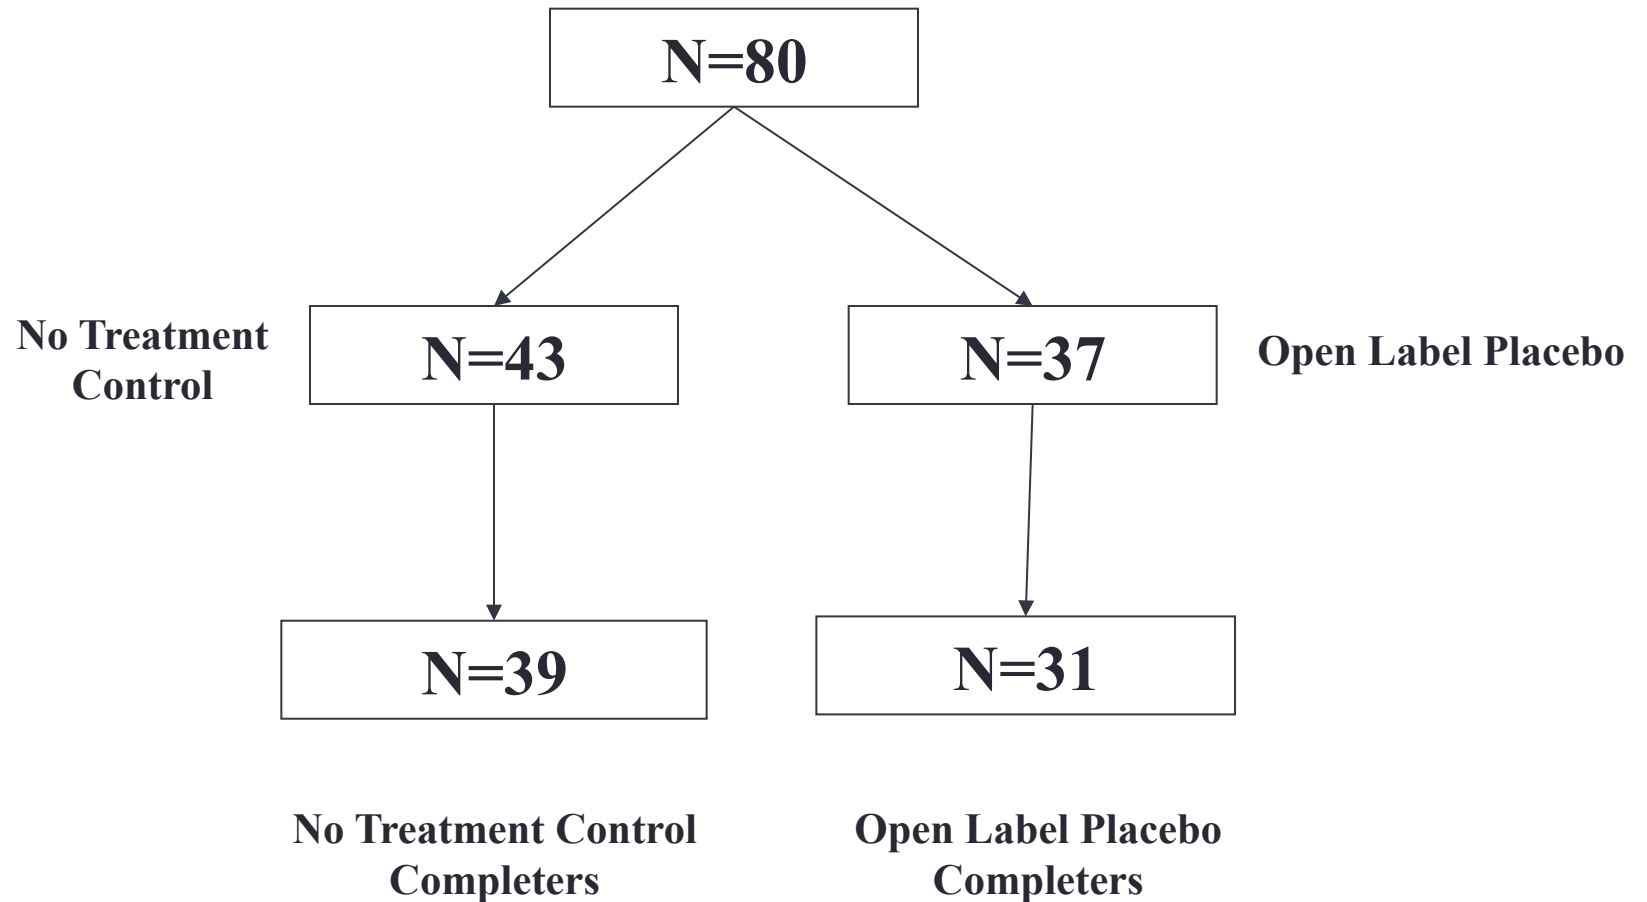 N=80
No Treatment
Control
N=43
N=37
Open Label Placebo
N=39
N=31
No Treatment Control
Completers
Open Label Placebo
Completers